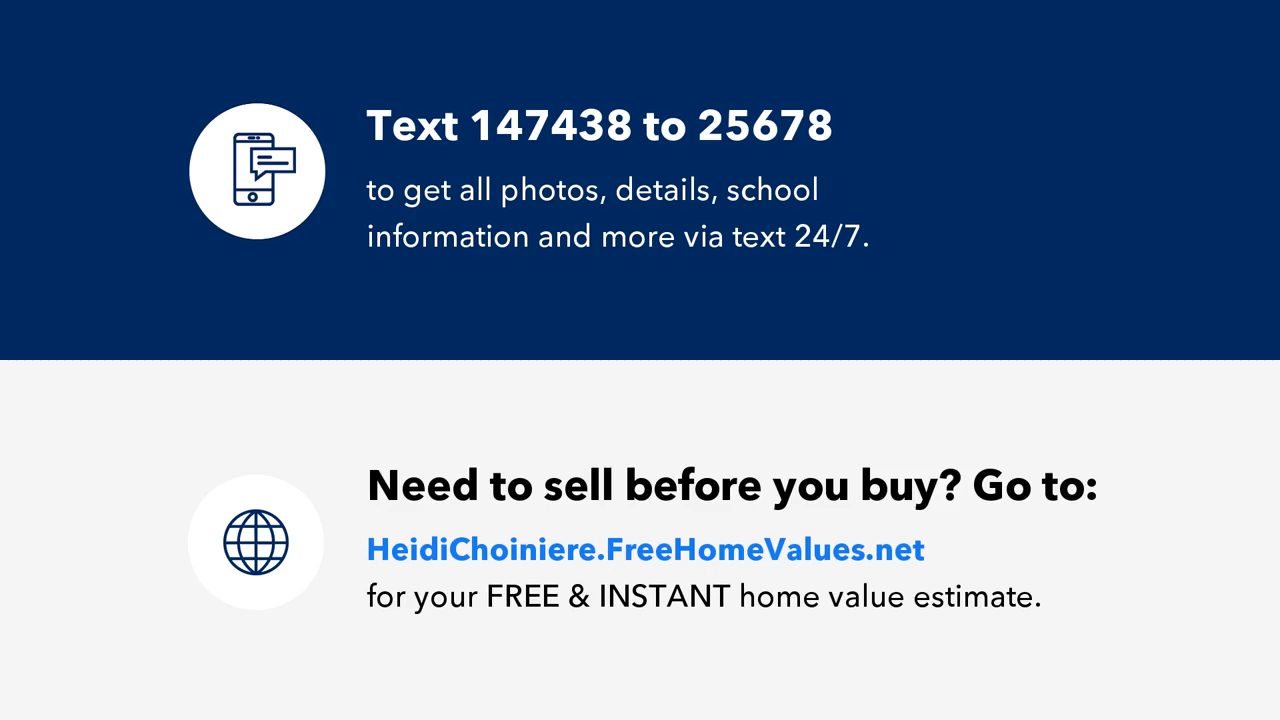 Text 147438 to 25678
to get all photos, details, school
information and more via text 24/7.
Need to sell before you buy? Go to:
HeidiChoiniere.FreeHomeValues.net
for your FREE & INSTANT home value estimate.